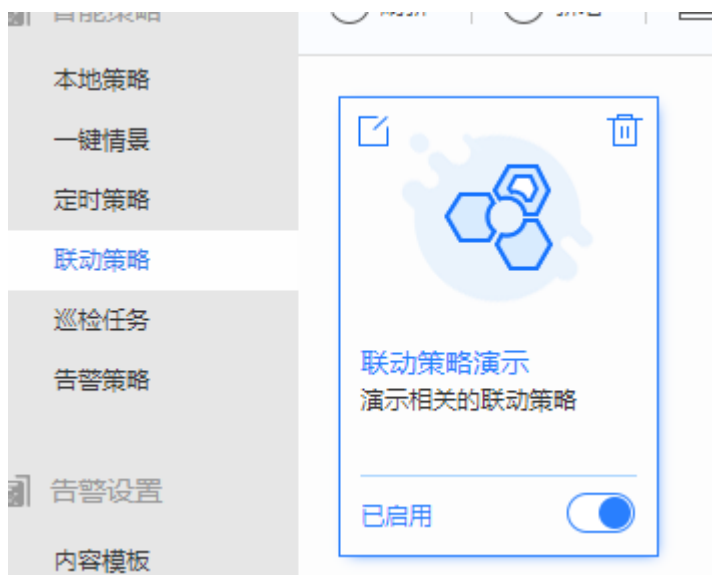 本地策略
一键情景
定时策略
联动策略
巡检任务
告警策略
告警设置
内容模板
联动策略演示
演示相关的联动策略
已启用